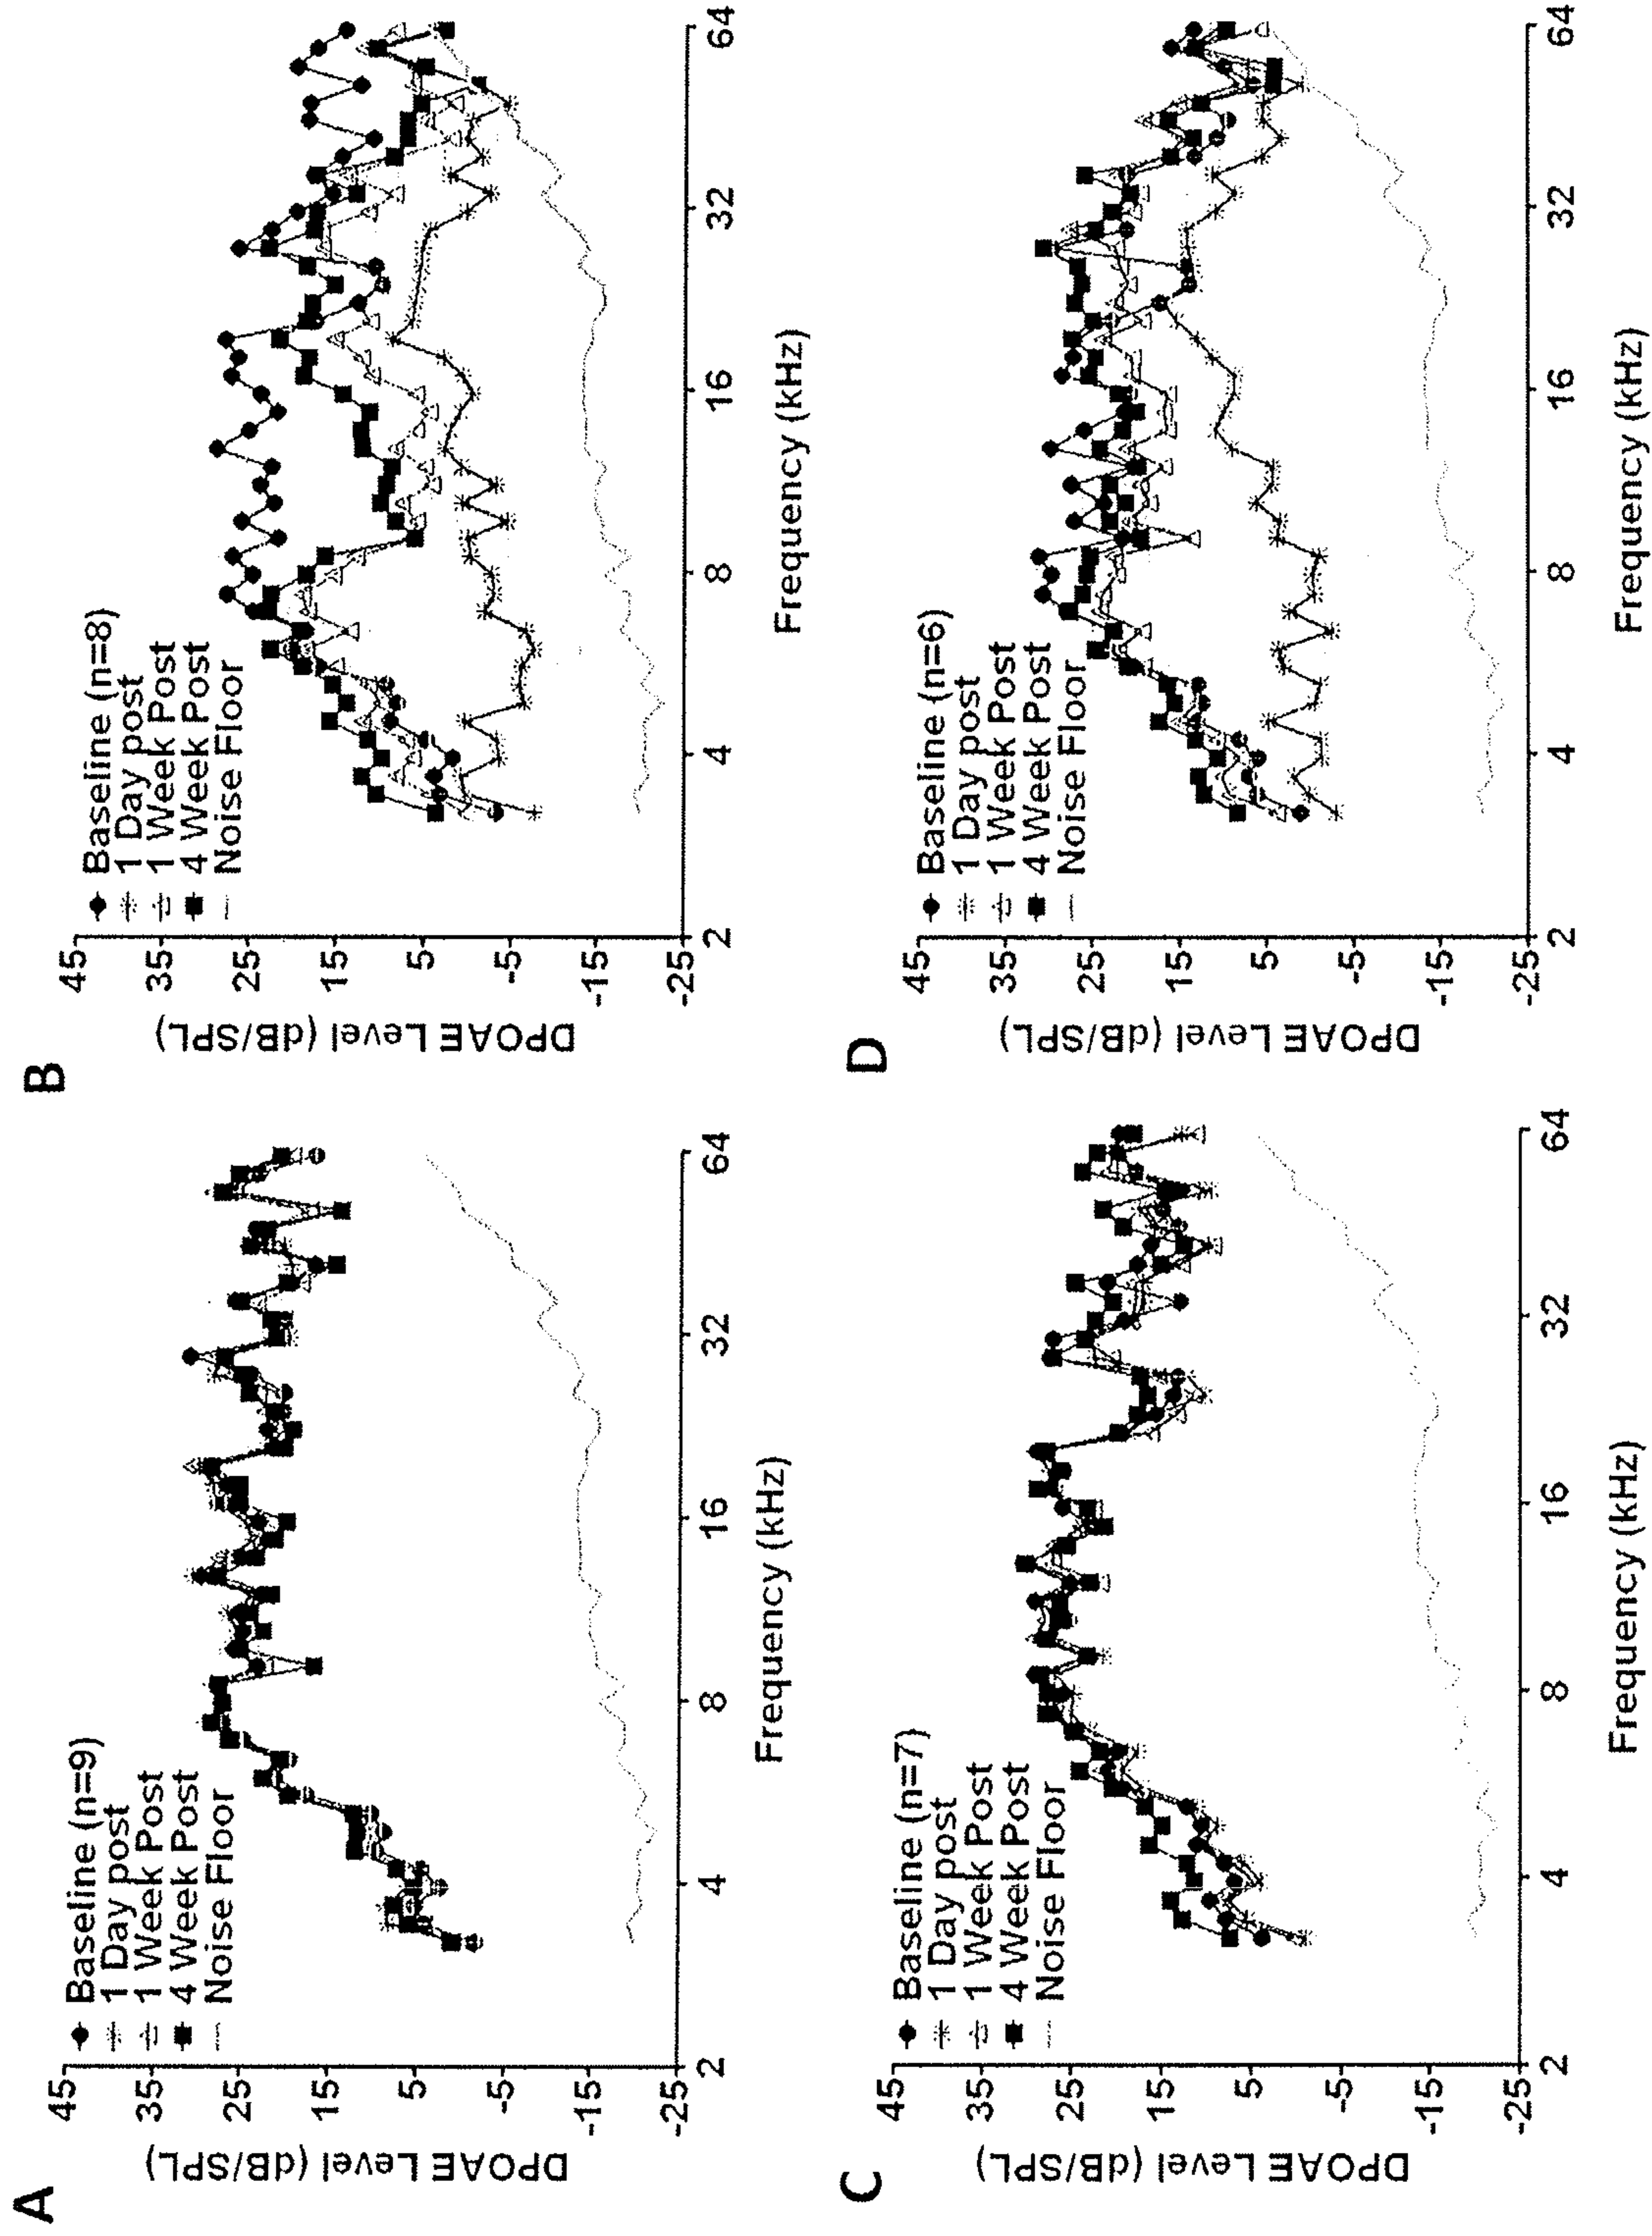 A
DPOAE Level (dB/SPL)
45
35
25
15
5
-5
-15
-25
Baseline (n=9)
1 Day post
1 Week Post
4 Week Post
Noise Floor
2
4
8
16
32
64
Frequency (kHz)
B
DPOAE Level (dB/SPL)
45
35
25
15
5
-5
-15
-25
Baseline (n=8)
1 Day post
1 Week Post
4 Week Post
Noise Floor
2
4
8
16
32
64
Frequency (kHz)
C
DPOAE Level (dB/SPL)
45
35
25
15
5
-5
-15
-25
Baseline (n=7)
1 Day post
1 Week Post
4 Week Post
Noise Floor
2
4
8
16
32
64
Frequency (kHz)
D
DPOAE Level (dB/SPL)
45
35
25
15
5
-5
-15
-25
Baseline (n=6)
1 Day post
1 Week Post
4 Week Post
Noise Floor
2
4
8
16
32
64
Frequency (kHz)